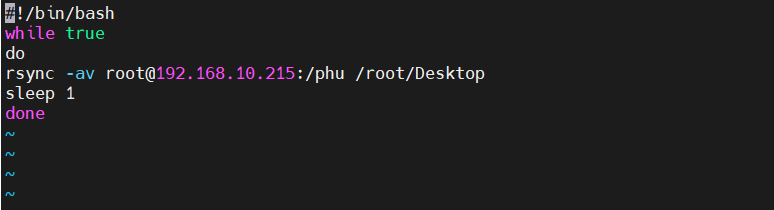 #!/bin/bash
while true
do
rsync -av root@192.168.10.215:/phu /root/Desktop
sleep 1
done
~
~
~
~